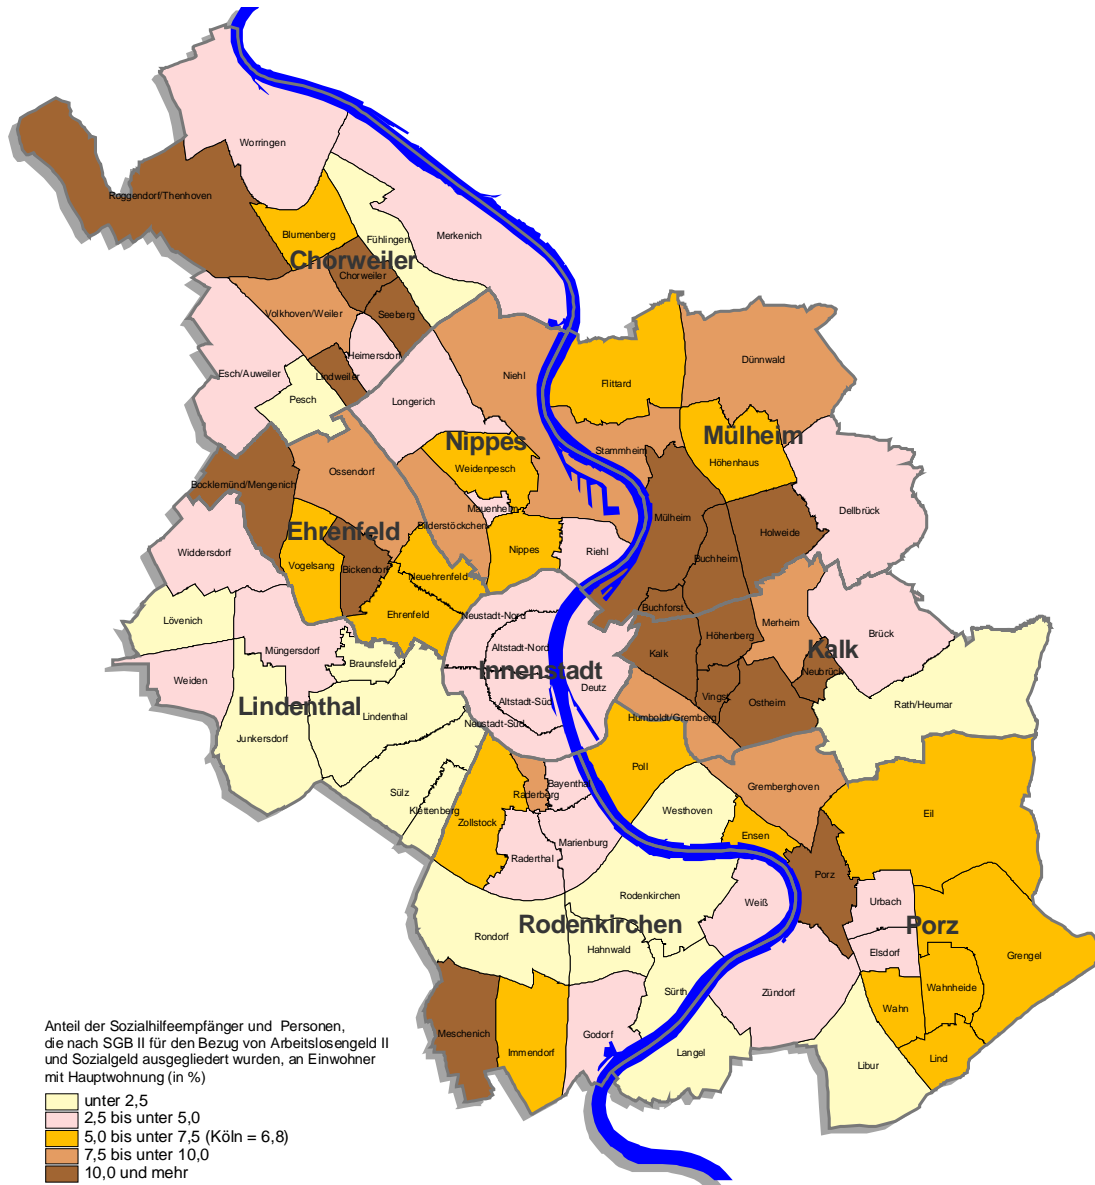 Worringen
Roggendorf/Thenhoven
Blumenberg
Fühlingen
Merkenich
Chorweiler
Chorweiler
Volkhoven/Weiler
Seeberg
Heimersdorf
Esch/Auweiler
Lindweiler
Pesch
Longerich
Niehl
Flittard
Dünnwald
Nippes
Weidenpesch
Stammheim
Mülheim
Höhenhaus
Ossendorf
Bocklemünd/Mengenich
Mauenheim
Bilderstöckchen
Mülheim
Dellbrück
Ehrenfeld
Holweide
Widdersdorf
Vogelsang
Bickendorf
Nippes
Riehl
Buchheim
Neuehrenfeld
Ehrenfeld
Neustadt-Nord
Buchforst
Lövenich
Merheim
Brück
Höhenberg
Müngersdorf
Braunsfeld
Altstadt-Nord
Kalk
Kalk
Innenstadt
Neubrück
Weiden
Deutz
Vingst
Ostheim
Altstadt-Süd
Rath/Heumar
Lindenthal
Lindenthal
Neustadt-Süd
Humboldt/Gremberg
Junkersdorf
Poll
Gremberghoven
Sülz
Bayenthal
Raderberg
Klettenberg
Westhoven
Eil
Zollstock
Ensen
Marienburg
Raderthal
Porz
Rodenkirchen
Weiß
Urbach
Rodenkirchen
Porz
Rondorf
Hahnwald
Elsdorf
Grengel
Sürth
Zündorf
Wahnheide
Wahn
Meschenich
Godorf
Immendorf
Langel
Lind
Libur
Anteil der Sozialhilfeempfänger und Personen,
die nach SGB II für den Bezug von Arbeitslosengeld II
und Sozialgeld ausgegliedert wurden, an Einwohner
mit Hauptwohnung (in %)
unter 2,5
2,5 bis unter 5,0
5,0 bis unter 7,5 (Köln = 6,8)
7,5 bis unter 10,0
10,0 und mehr